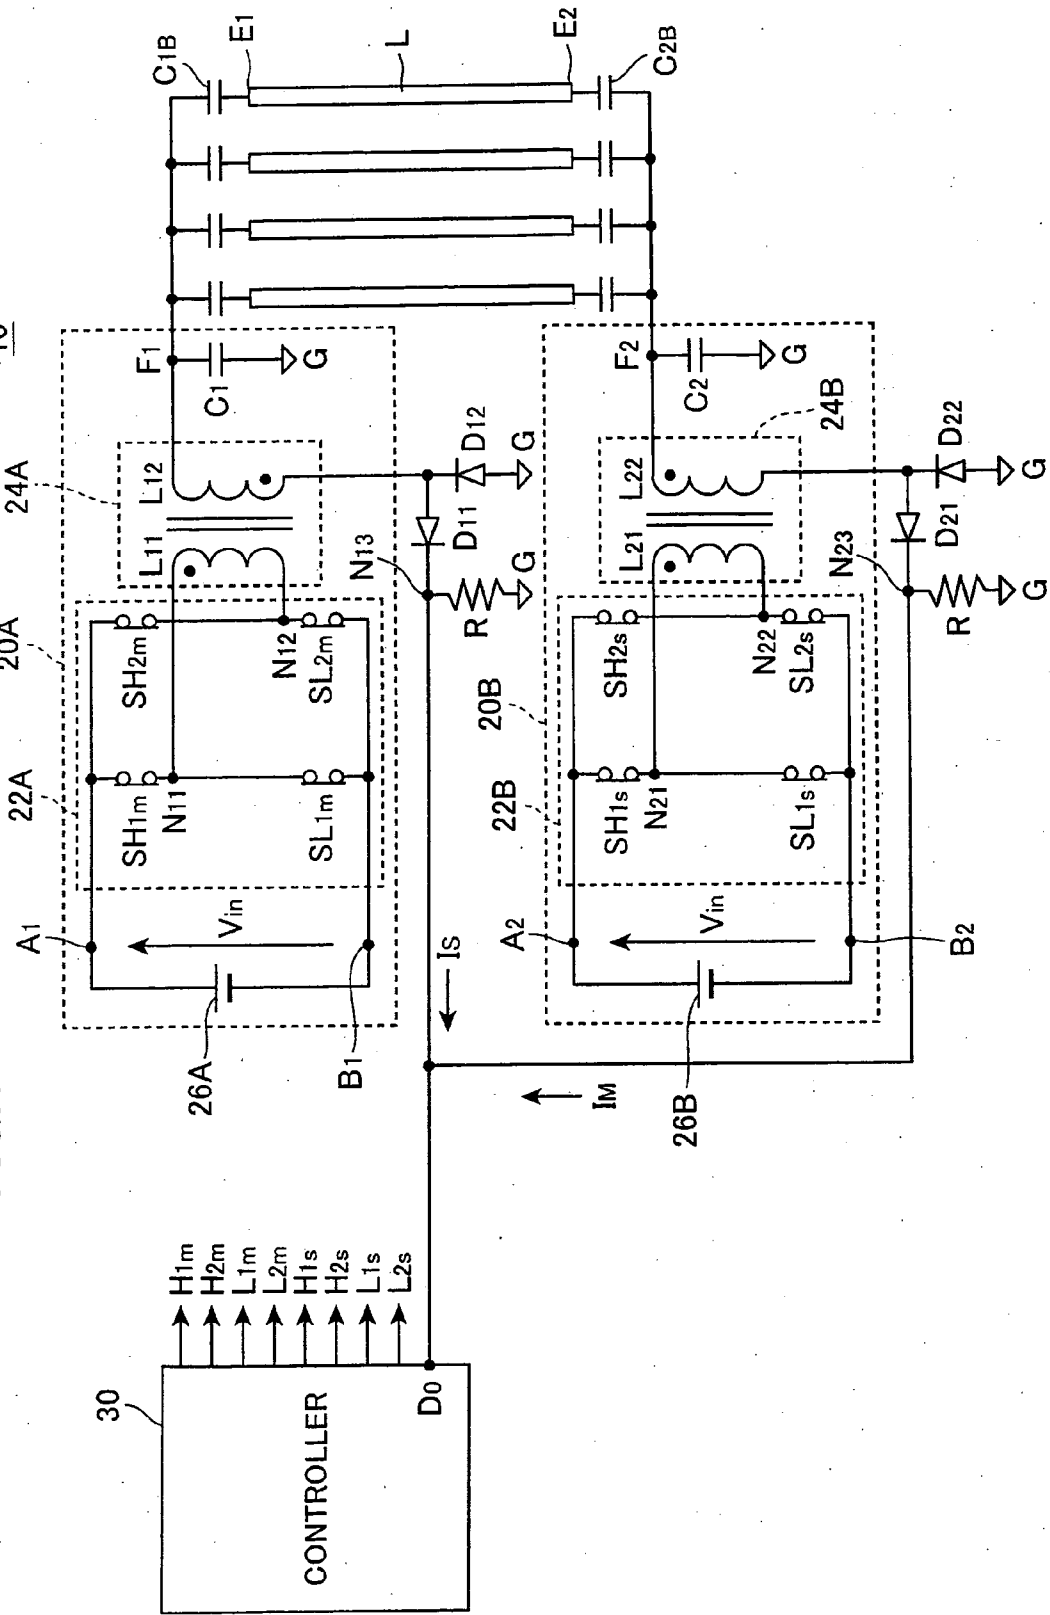 CONTROLLER
30
D0
H1m
H2m
L1m
L2m
H1s
H2s
L1s
L2s
20A
22A
24A
26A
A1
B1
Vin
SH1m
SH2m
N11
N12
SL1m
SL2m
L11
L12
F1
C1
G
D11
D12
G
N13
R
G
IS
IM
C1B
E1
L
E2
C2B
20B
22B
24B
26B
A2
B2
Vin
SH1s
SH2s
N21
N22
SL1s
SL2s
L21
L22
F2
C2
G
D21
D22
G
N23
R
G